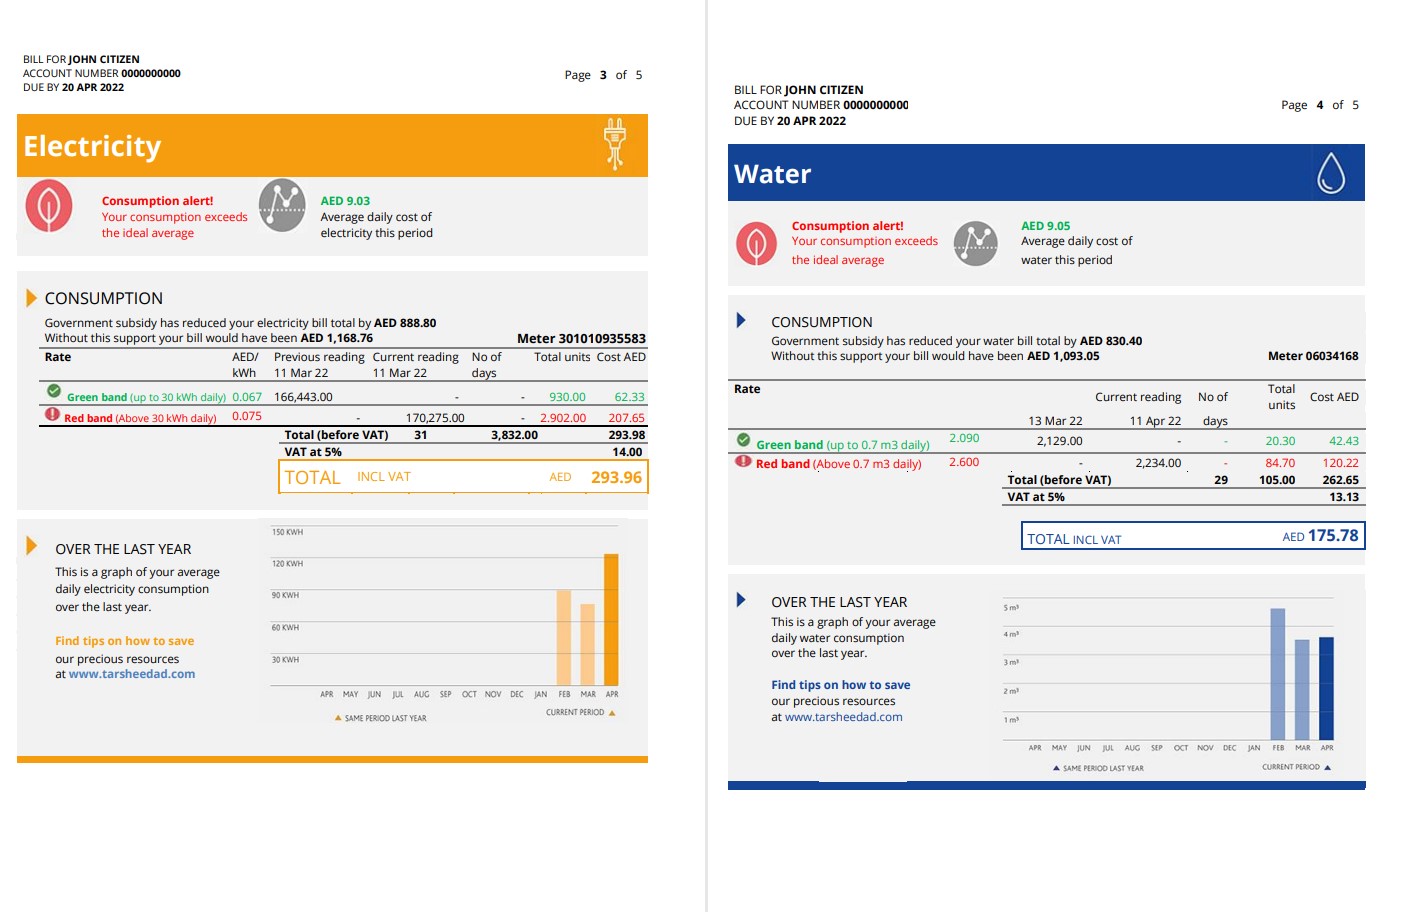 BILL FOR JOHN CITIZEN
ACCOUNT NUMBER 0000000000
DUE BY 20 APR 2022
Page 3 of 5
Electricity
Consumption alert!
Your consumption exceeds
the ideal average
AED 9.03
Average daily cost of
electricity this period
CONSUMPTION
Government subsidy has reduced your electricity bill total by AED 888.80
Without this support your bill would have been AED 1,168.76
Meter 301010935583
Rate AED/ Previous reading Current reading No of Total units Cost AED
kWh 11 Mar 22 11 Mar 22 days
Green band (up to 30 kWh daily) 0.067 166,443.00 - - 930.00 62.33
Red band (Above 30 kWh daily) 0.075 - 170,275.00 - 2.902.00 207.65
Total (before VAT) 31 3,832.00 293.98
VAT at 5% 14.00
TOTAL INCL VAT AED 293.96
OVER THE LAST YEAR
This is a graph of your average
daily electricity consumption
over the last year.
Find tips on how to save
our precious resources
at www.tarsheedad.com
150 KWH
120 KWH
90 KWH
60 KWH
30 KWH
APR MAY JUN JUL AUG SEP OCT NOV DEC JAN FEB MAR APR
SAME PERIOD LAST YEAR
CURRENT PERIOD
BILL FOR JOHN CITIZEN
ACCOUNT NUMBER 0000000000
DUE BY 20 APR 2022
Page 4 of 5
Water
Consumption alert!
Your consumption exceeds
the ideal average
AED 9.05
Average daily cost of
water this period
CONSUMPTION
Government subsidy has reduced your water bill total by AED 830.40
Without this support your bill would have been AED 1,093.05
Meter 06034168
Rate Current reading No of Total units Cost AED
13 Mar 22 11 Apr 22 days
Green band (up to 0.7 m3 daily) 2.090 2,129.00 - - 20.30 42.43
Red band (Above 0.7 m3 daily) 2.600 - 2,234.00 - 84.70 120.22
Total (before VAT) 29 105.00 262.65
VAT at 5% 13.13
TOTAL INCL VAT AED 175.78
OVER THE LAST YEAR
This is a graph of your average
daily water consumption
over the last year.
Find tips on how to save
our precious resources
at www.tarsheedad.com
5 m³
4 m³
3 m³
2 m³
1 m³
APR MAY JUN JUL AUG SEP OCT NOV DEC JAN FEB MAR APR
SAME PERIOD LAST YEAR
CURRENT PERIOD